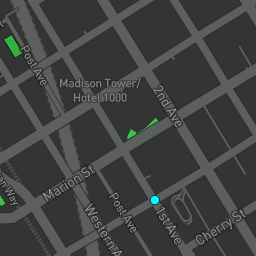 Post Ave
Madison Tower/
Hotel 1000
2nd Ave
Marion St
Post Ave
Western A
1st Ave
Cherry St